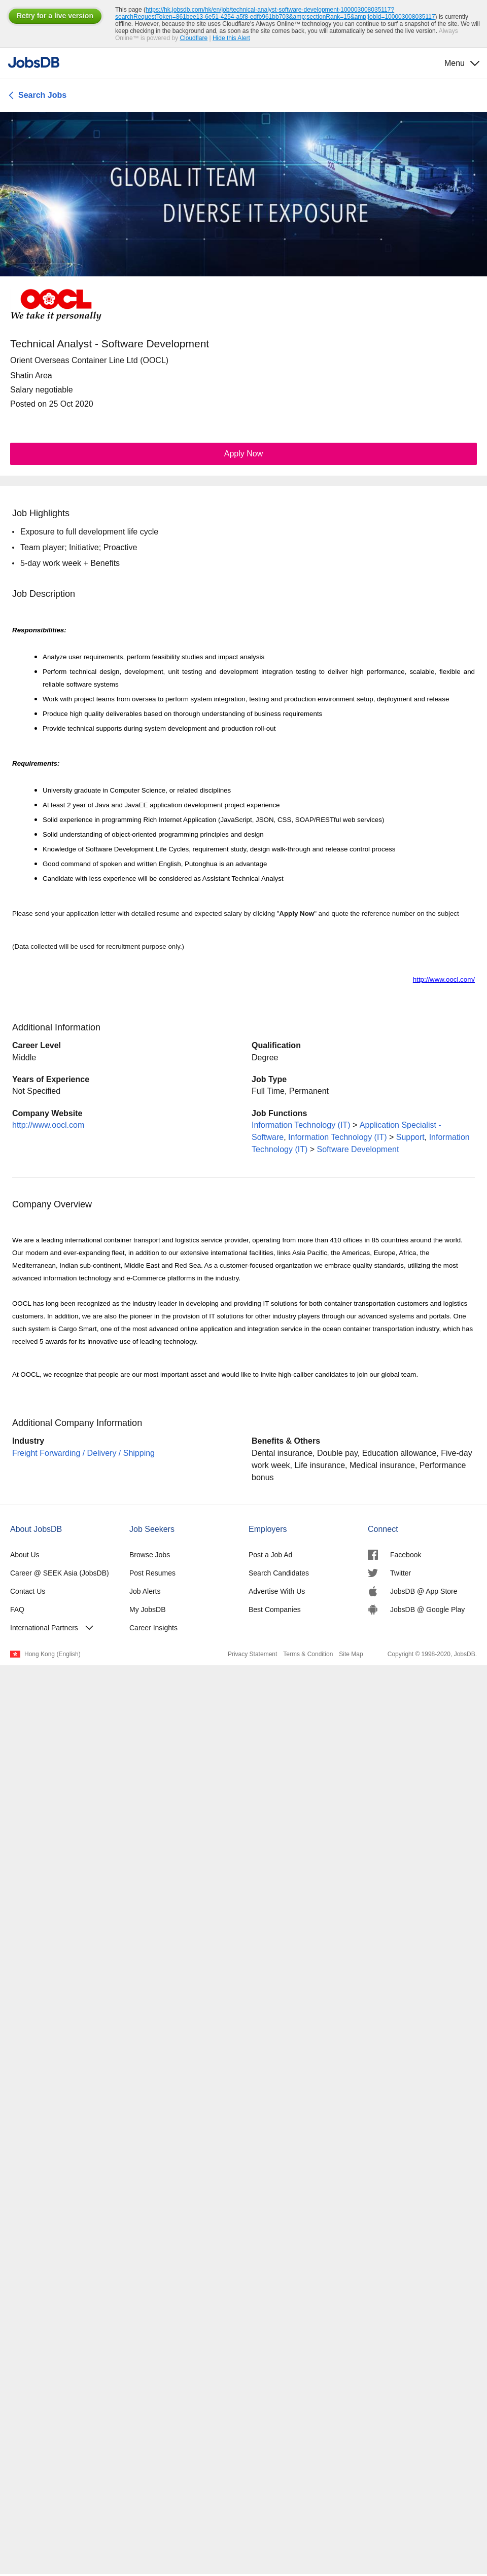 Retry for a live version
This page (https://hk.jobsdb.com/hk/en/job/technical-analyst-software-development-100003008035117?
searchRequestToken=861bee13-6e51-4254-a5f8-edfb961bb703&amp;sectionRank=15&amp;jobId=100003008035117) is currently
offline. However, because the site uses Cloudflare's Always Online™ technology you can continue to surf a snapshot of the site. We will
keep checking in the background and, as soon as the site comes back, you will automatically be served the live version. Always
Online™ is powered by Cloudflare | Hide this Alert
JobsDB
Menu
Search Jobs
GLOBAL IT TEAM
DIVERSE IT EXPOSURE
OOCL
We take it personally
Technical Analyst - Software Development
Orient Overseas Container Line Ltd (OOCL)
Shatin Area
Salary negotiable
Posted on 25 Oct 2020
Apply Now
Job Highlights
• Exposure to full development life cycle
• Team player; Initiative; Proactive
• 5-day work week + Benefits
Job Description
Responsibilities:
• Analyze user requirements, perform feasibility studies and impact analysis
• Perform technical design, development, unit testing and development integration testing to deliver high performance, scalable, flexible and
reliable software systems
• Work with project teams from oversea to perform system integration, testing and production environment setup, deployment and release
• Produce high quality deliverables based on thorough understanding of business requirements
• Provide technical supports during system development and production roll-out
Requirements:
• University graduate in Computer Science, or related disciplines
• At least 2 year of Java and JavaEE application development project experience
• Solid experience in programming Rich Internet Application (JavaScript, JSON, CSS, SOAP/RESTful web services)
• Solid understanding of object-oriented programming principles and design
• Knowledge of Software Development Life Cycles, requirement study, design walk-through and release control process
• Good command of spoken and written English, Putonghua is an advantage
• Candidate with less experience will be considered as Assistant Technical Analyst
Please send your application letter with detailed resume and expected salary by clicking "Apply Now" and quote the reference number on the subject
(Data collected will be used for recruitment purpose only.)
http://www.oocl.com/
Additional Information
Career Level
Middle
Qualification
Degree
Years of Experience
Not Specified
Job Type
Full Time, Permanent
Company Website
http://www.oocl.com
Job Functions
Information Technology (IT) > Application Specialist -
Software, Information Technology (IT) > Support, Information
Technology (IT) > Software Development
Company Overview
We are a leading international container transport and logistics service provider, operating from more than 410 offices in 85 countries around the world.
Our modern and ever-expanding fleet, in addition to our extensive international facilities, links Asia Pacific, the Americas, Europe, Africa, the
Mediterranean, Indian sub-continent, Middle East and Red Sea. As a customer-focused organization we embrace quality standards, utilizing the most
advanced information technology and e-Commerce platforms in the industry.
OOCL has long been recognized as the industry leader in developing and providing IT solutions for both container transportation customers and logistics
customers. In addition, we are also the pioneer in the provision of IT solutions for other industry players through our advanced systems and portals. One
such system is Cargo Smart, one of the most advanced online application and integration service in the ocean container transportation industry, which has
received 5 awards for its innovative use of leading technology.
At OOCL, we recognize that people are our most important asset and would like to invite high-caliber candidates to join our global team.
Additional Company Information
Industry
Freight Forwarding / Delivery / Shipping
Benefits & Others
Dental insurance, Double pay, Education allowance, Five-day
work week, Life insurance, Medical insurance, Performance
bonus
About JobsDB
About Us
Career @ SEEK Asia (JobsDB)
Contact Us
FAQ
International Partners
Job Seekers
Browse Jobs
Post Resumes
Job Alerts
My JobsDB
Career Insights
Employers
Post a Job Ad
Search Candidates
Advertise With Us
Best Companies
Connect
Facebook
Twitter
JobsDB @ App Store
JobsDB @ Google Play
Hong Kong (English)
Privacy Statement Terms & Condition Site Map Copyright © 1998-2020, JobsDB.